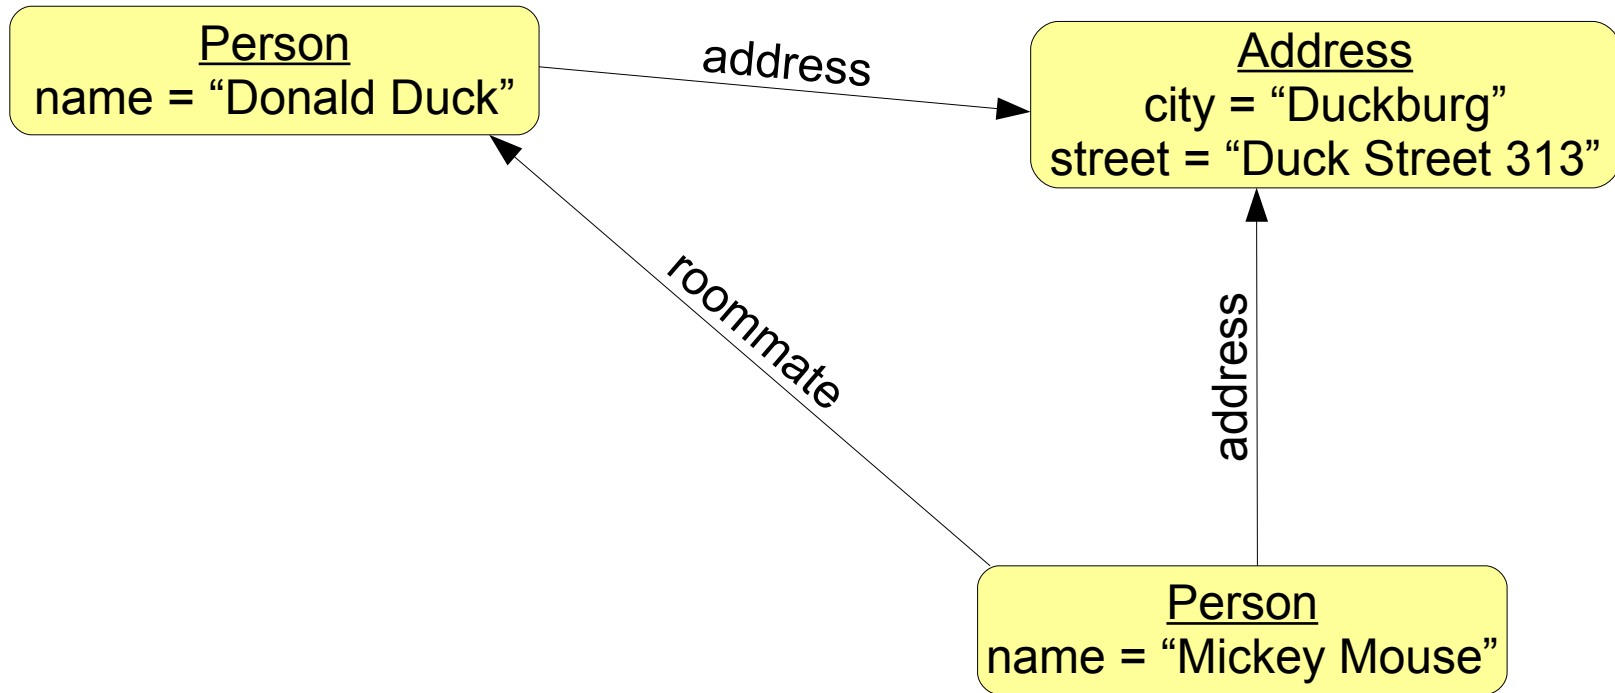 Person
name = “Donald Duck”
address
Address
city = “Duckburg”
street = “Duck Street 313”
roommate
address
Person
name = “Mickey Mouse”